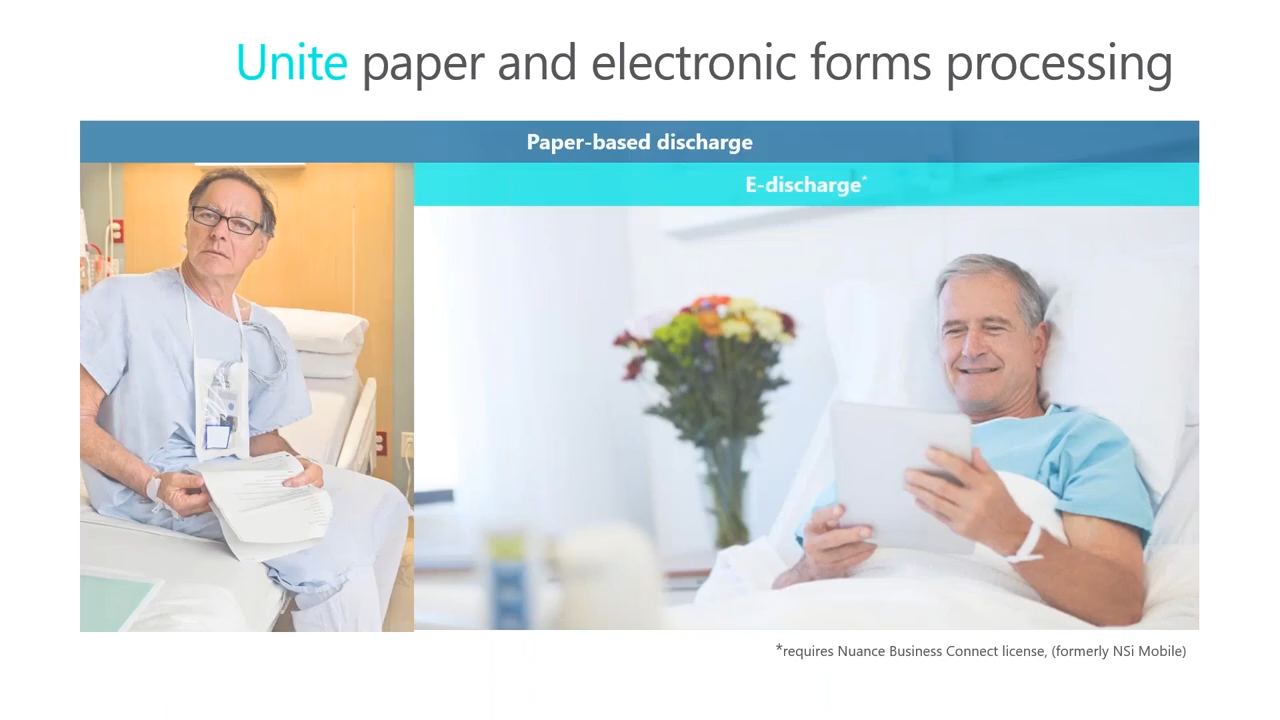 Unite paper and electronic forms processing
Paper-based discharge
E-discharge*
*requires Nuance Business Connect license, (formerly NSi Mobile)